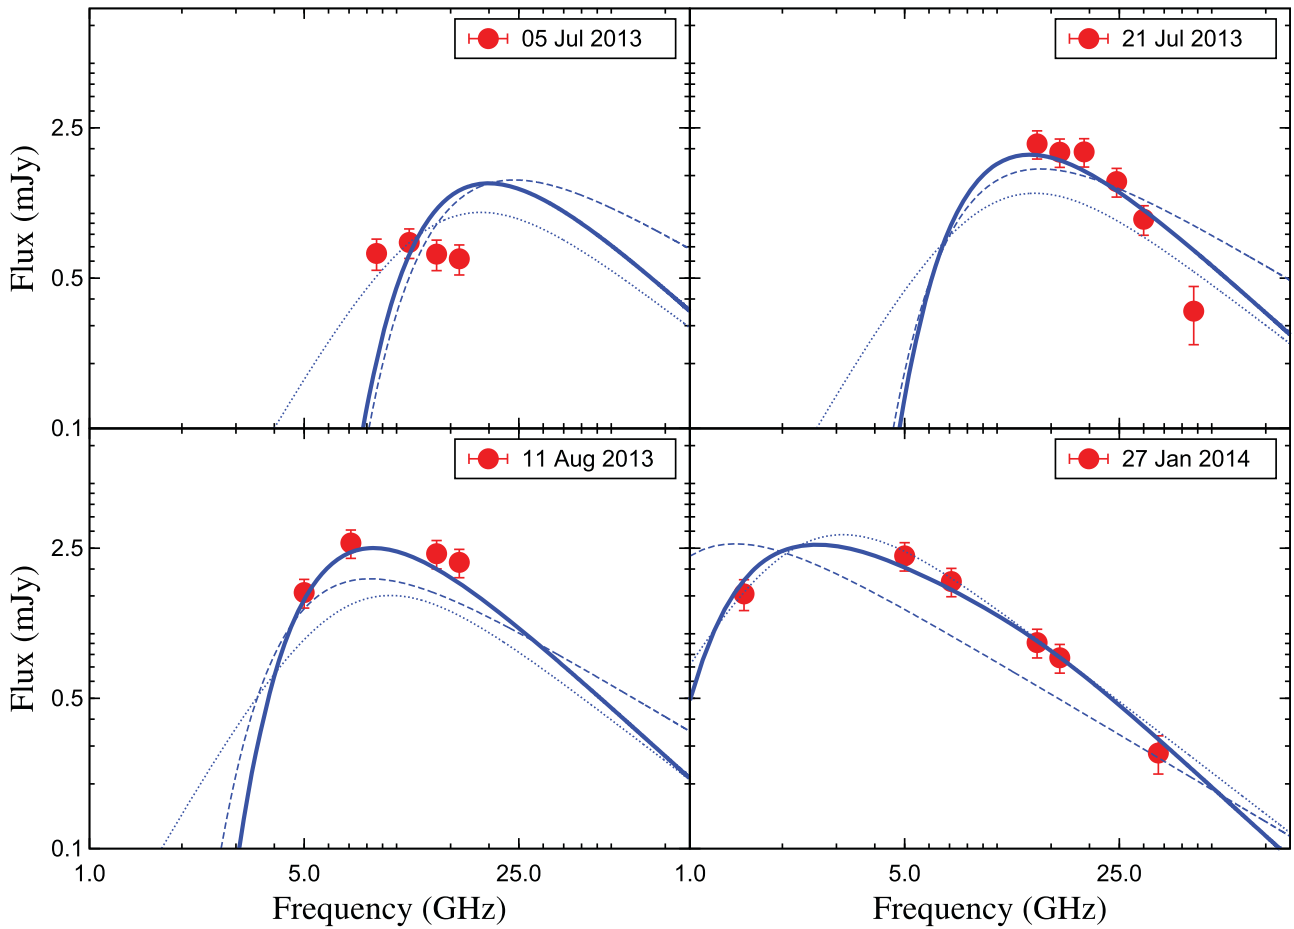 05 Jul 2013
21 Jul 2013
2.5
0.5
0.1
Flux (mJy)
11 Aug 2013
27 Jan 2014
2.5
0.5
0.1
Flux (mJy)
1.0 5.0 25.0 1.0 5.0 25.0
Frequency (GHz) Frequency (GHz)